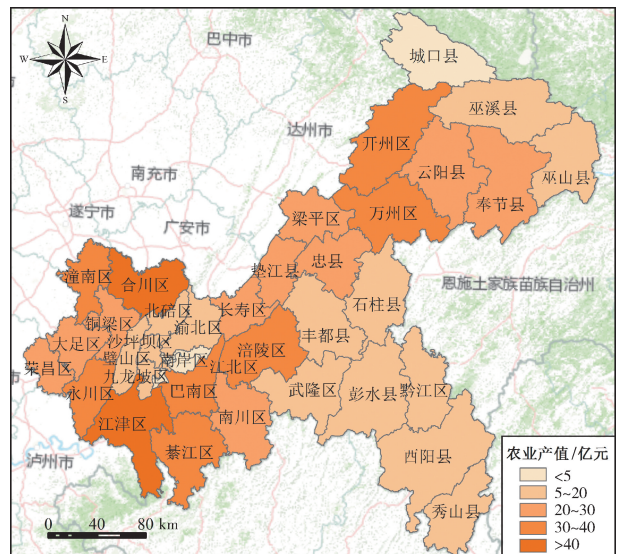 巴中市
城口县
N
W
E
S
巫溪县
达州市
开州区
云阳县
巫山县
南充市
奉节县
遂宁市
万州区
广安市
梁平区
忠县
垫江县
潼南区
合川区
恩施土家族苗族自治州
石柱县
北碚区
长寿区
铜梁区
渝北区
丰都县
大足区
沙坪坝区
涪陵区
璧山区
南岸区
荣昌区
江北区
九龙坡区
永川区
巴南区
武隆区
彭水县
黔江区
江津区
南川区
綦江区
泸州市
酉阳县
秀山县
农业产值/亿元
<5
5~20
20~30
30~40
>40
0 40 80 km